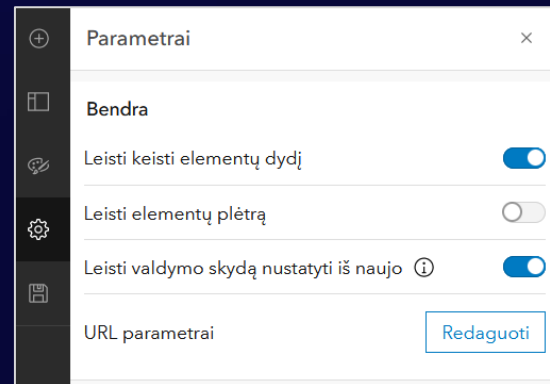 Parametrai
Bendra
Leisti keisti elementų dydį
Leisti elementų plėtrą
Leisti valdymo skydą nustatyti iš naujo
URL parametrai
Redaguoti